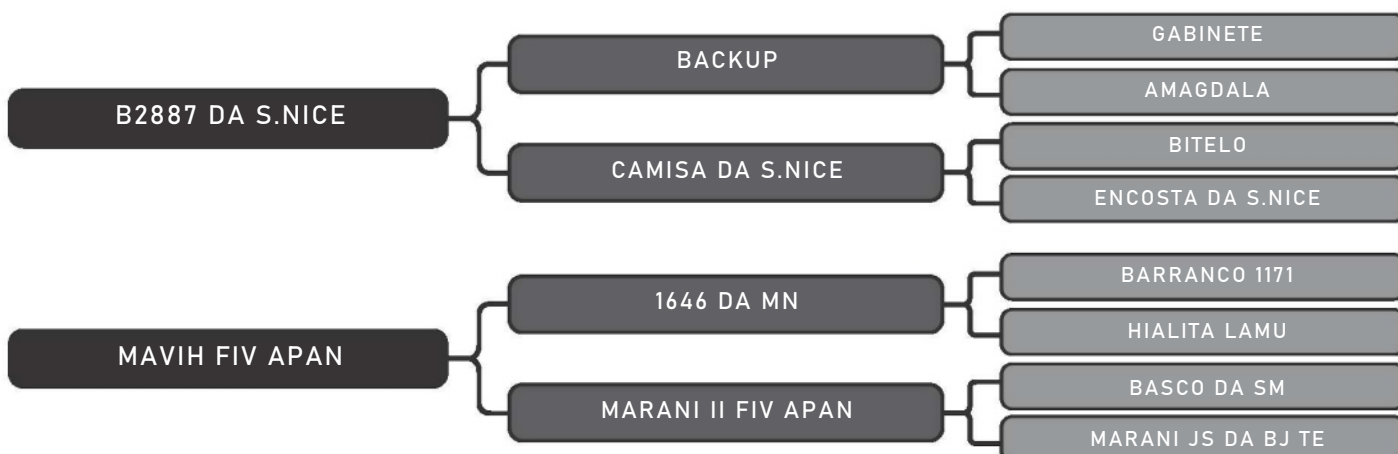 B2887 DA S.NICE
BACKUP
CAMISA DA S.NICE
GABINETE
AMAGDALA
BITELO
ENCOSTA DA S.NICE
MAVIH FIV APAN
1646 DA MN
MARANI II FIV APAN
BARRANCO 1171
HIALITA LAMU
BASCO DA SM
MARANI JS DA BJ TE